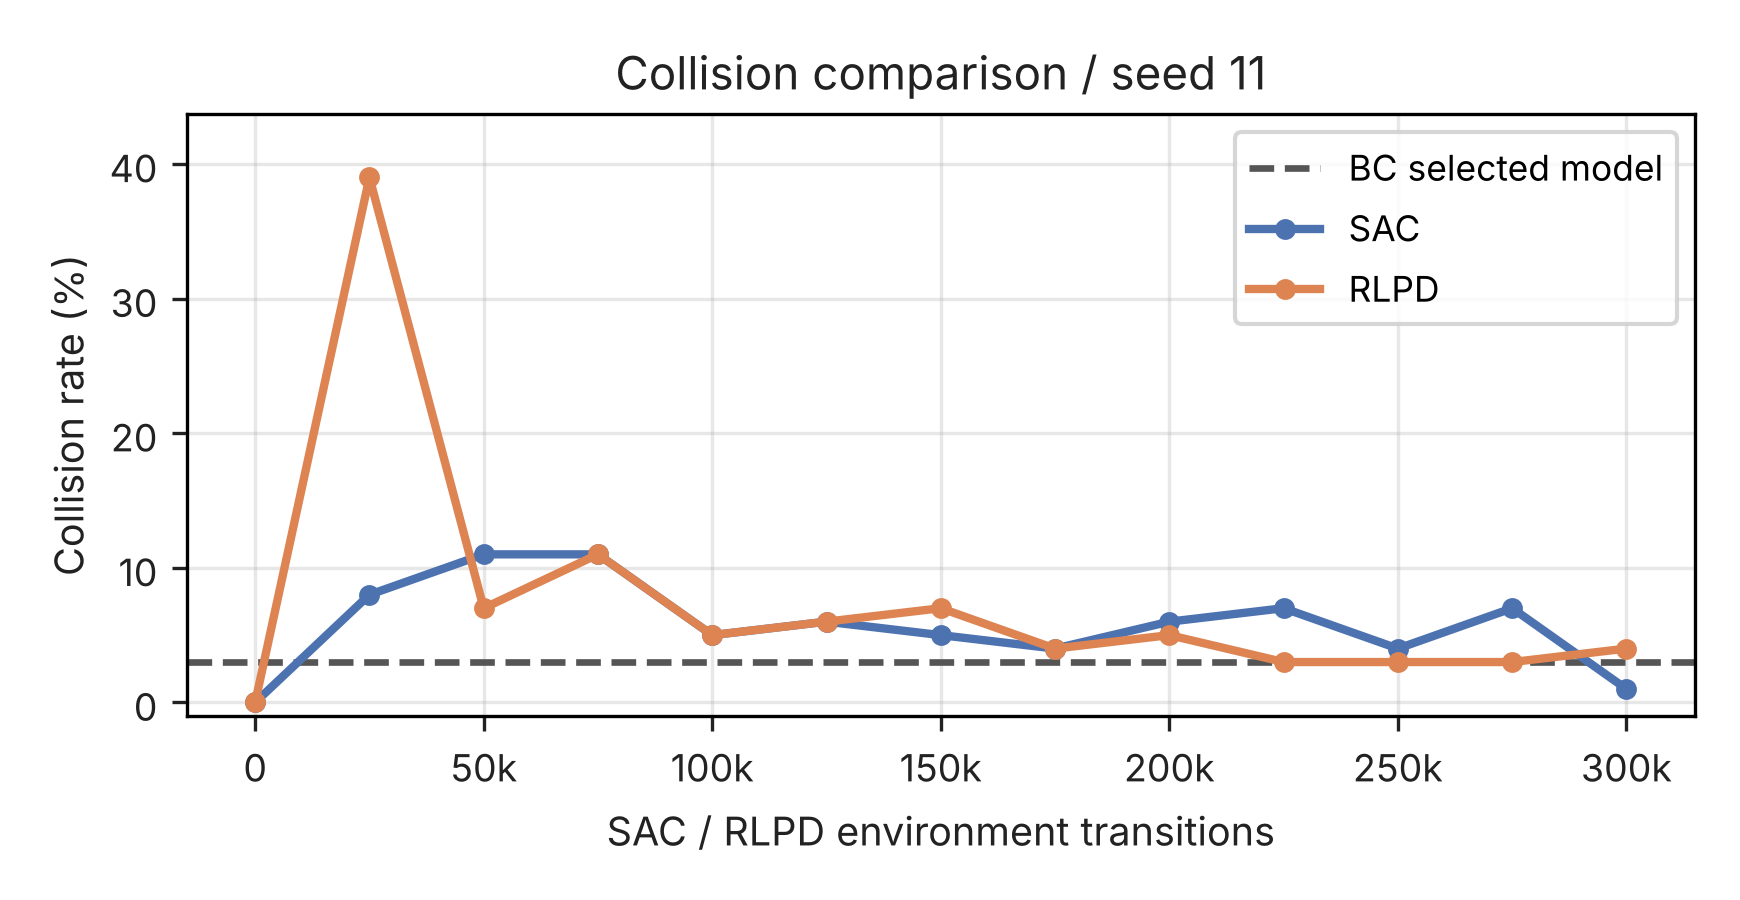 Collision comparison / seed 11
Collision rate (%)
40
30
20
10
0
BC selected model
SAC
RLPD
0 50k 100k 150k 200k 250k 300k
SAC / RLPD environment transitions